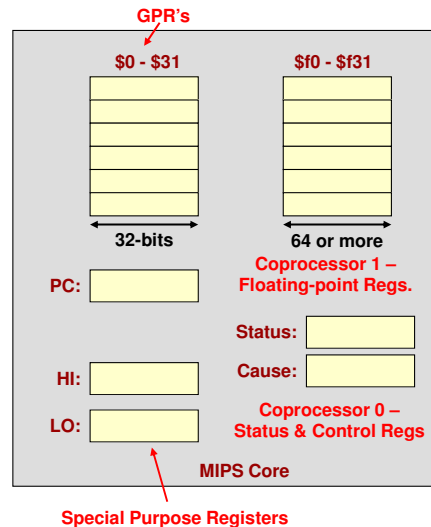 GPR's
$0 - $31
$f0 - $f31
32-bits
64 or more
PC:
Coprocessor 1 –
Floating-point Regs.
Status:
Cause:
HI:
LO:
Coprocessor 0 –
Status & Control Regs
MIPS Core
Special Purpose Registers